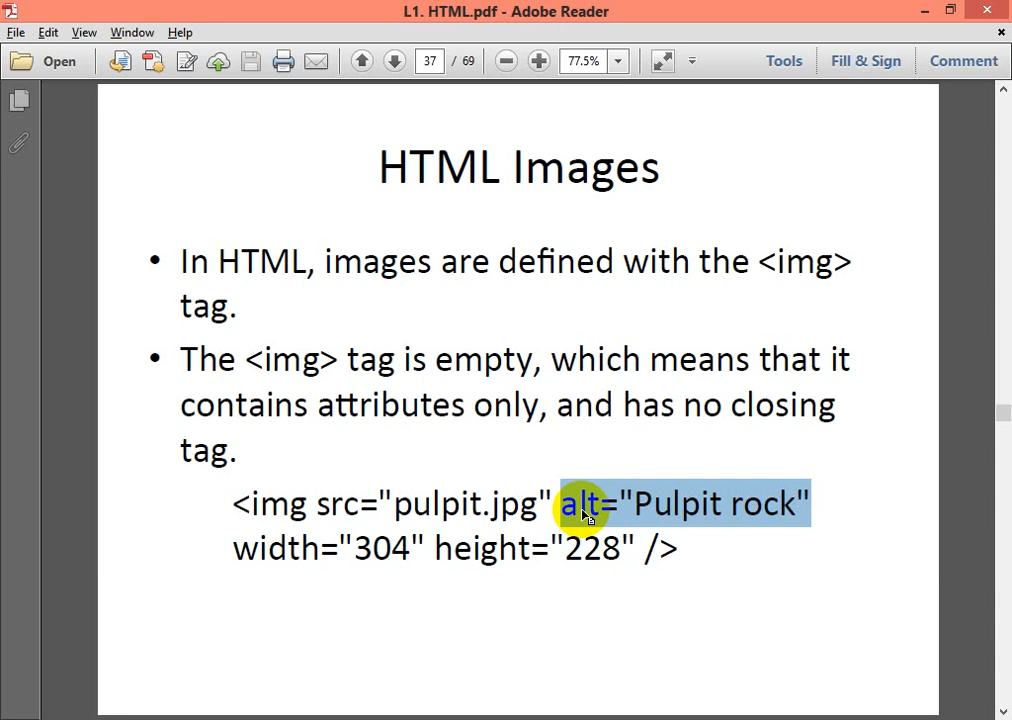 L1. HTML.pdf - Adobe Reader
File Edit View Window Help
Open 37 / 69 77.5% Tools Fill & Sign Comment
HTML Images
• In HTML, images are defined with the <img>
tag.
• The <img> tag is empty, which means that it
contains attributes only, and has no closing
tag.
<img src="pulpit.jpg" alt="Pulpit rock"
width="304" height="228" />